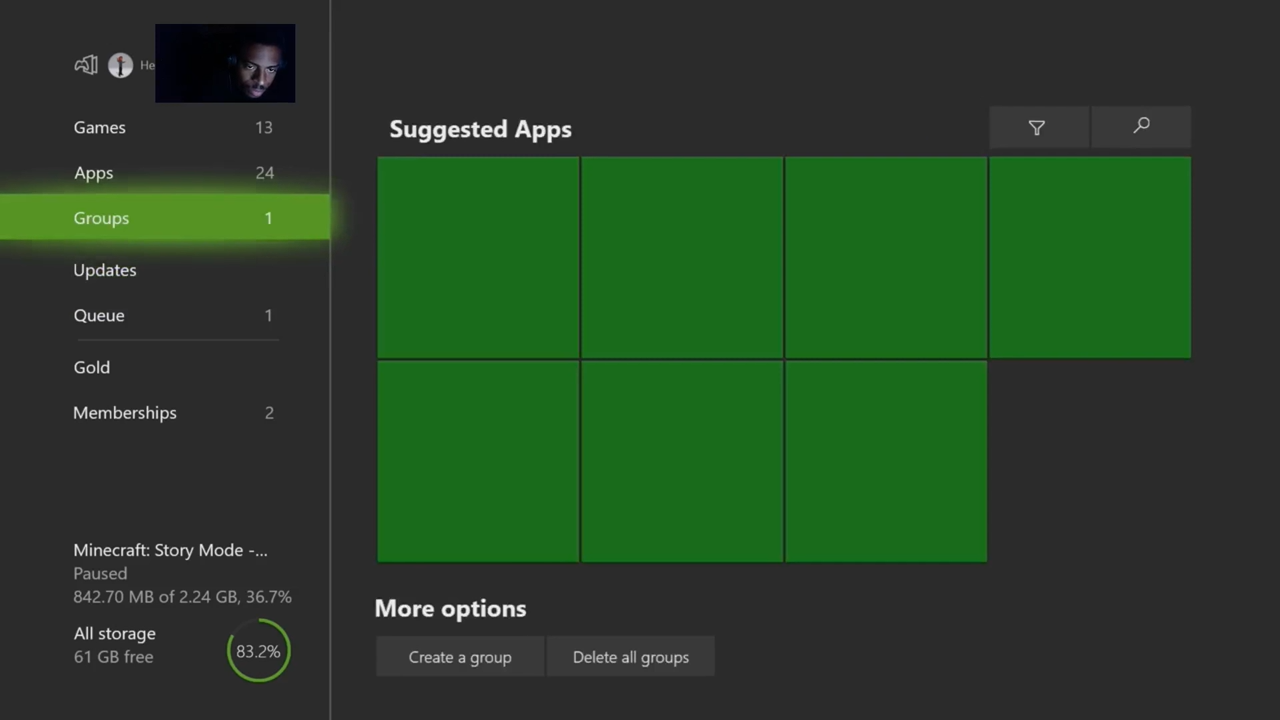 He
Games 13
Apps 24
Groups 1
Updates
Queue 1
Gold
Memberships 2
Minecraft: Story Mode -...
Paused
842.70 MB of 2.24 GB, 36.7%
All storage
61 GB free
83.2%
Suggested Apps
More options
Create a group
Delete all groups